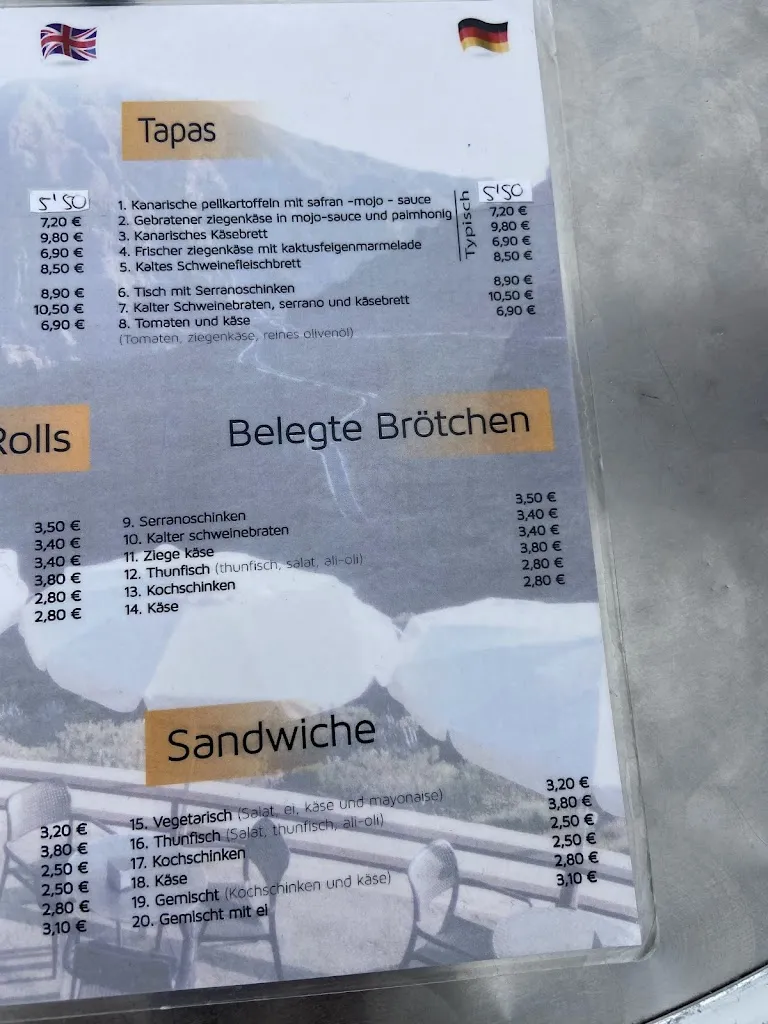 Tapas
5'50
7,20 €
9,80 €
6,90 €
8,50 €
8,90 €
10,50 €
6,90 €
1. Kanarische pellkartoffeln mit safran -mojo - sauce
2. Gebratener ziegenkäse in mojo-sauce und palmhonig
3. Kanarisches Käsebrett
4. Frischer ziegenkäse mit kaktusfeigenmarmelade
5. Kaltes Schweinefleischbrett
6. Tisch mit Serranoschinken
7. Kalter Schweinebraten, serrano und käsebrett
8. Tomaten und käse
(Tomaten, ziegenkäse, reines olivenöl)
Typisch
5'50
7,20 €
9,80 €
6,90 €
8,50 €
8,90 €
10,50 €
6,90 €
Rolls
Belegte Brötchen
3,50 €
3,40 €
3,40 €
3,80 €
2,80 €
2,80 €
9. Serranoschinken
10. Kalter schweinebraten
11. Ziege käse
12. Thunfisch (thunfisch, salat, ali-oli)
13. Kochschinken
14. Käse
3,50 €
3,40 €
3,40 €
3,80 €
2,80 €
2,80 €
Sandwiche
3,20 €
3,80 €
2,50 €
2,50 €
2,80 €
3,10 €
15. Vegetarisch (Salat, ei, käse und mayonaise)
16. Thunfisch (Salat, thunfisch, ali-oli)
17. Kochschinken
18. Käse
19. Gemischt (Kochschinken und käse)
20. Gemischt mit ei
3,20 €
3,80 €
2,50 €
2,50 €
2,80 €
3,10 €